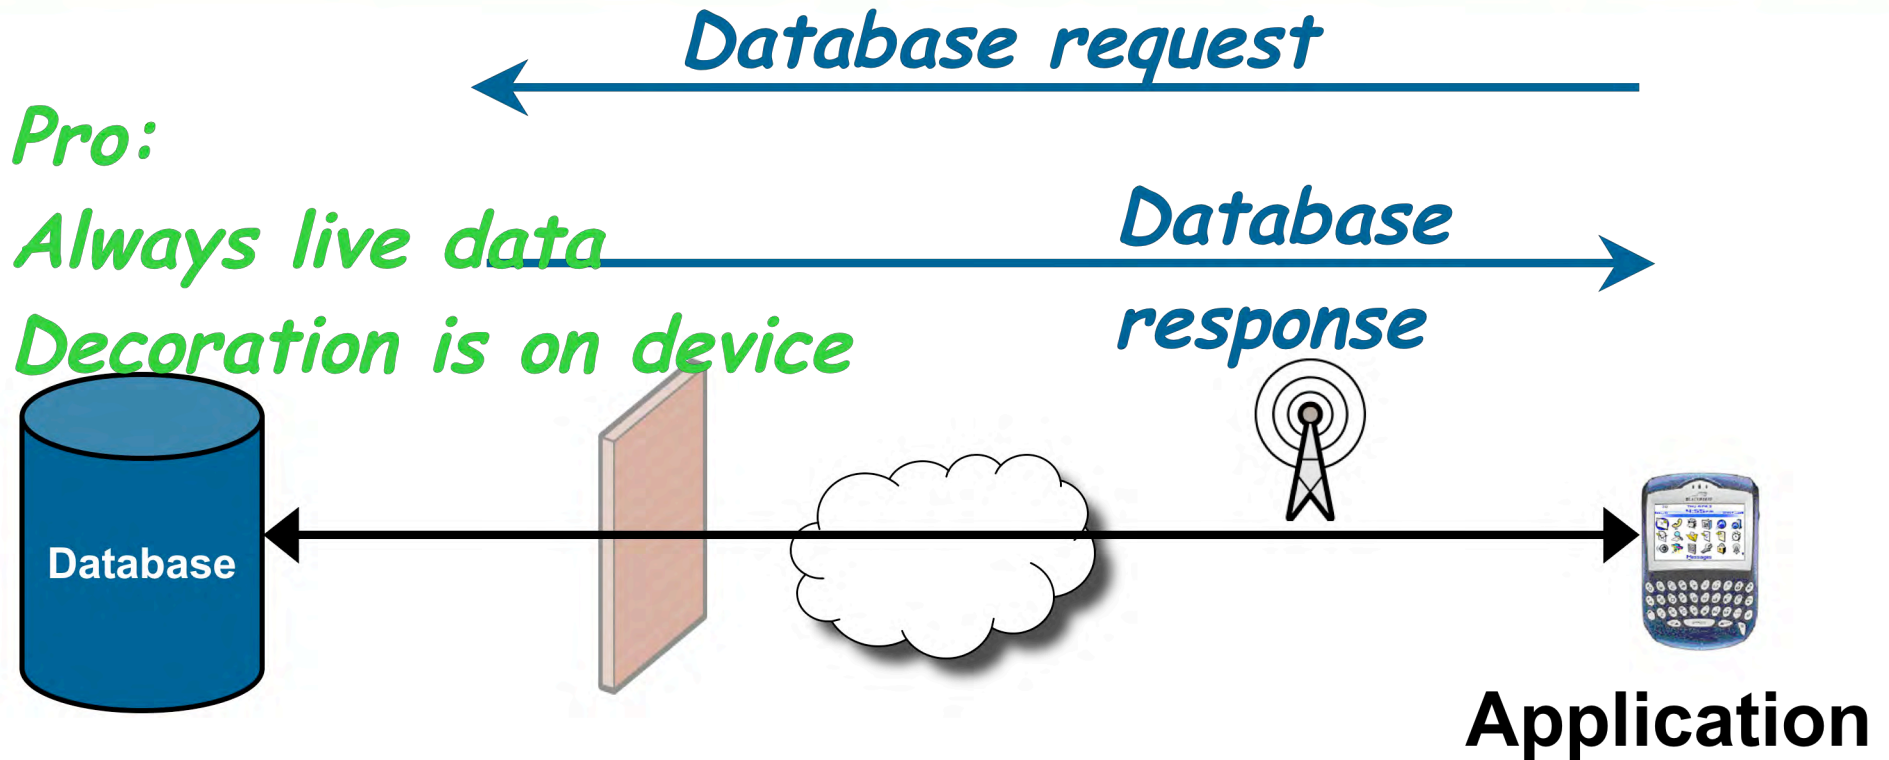 Database request
Pro:
Always live data
Decoration is on device
Database
response
Database
Application